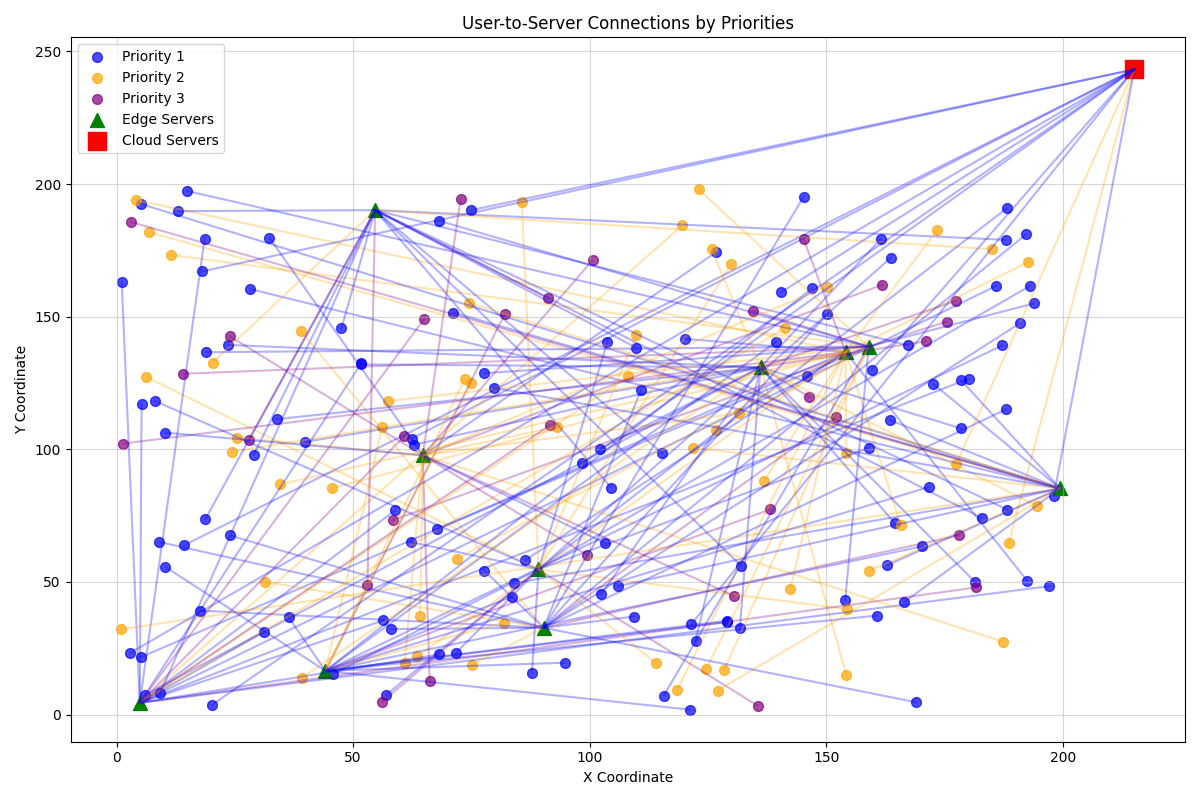 User-to-Server Connections by Priorities
Priority 1
Priority 2
Priority 3
Edge Servers
Cloud Servers
250
200
150
100
50
0
Y Coordinate
0
50
100
150
200
X Coordinate